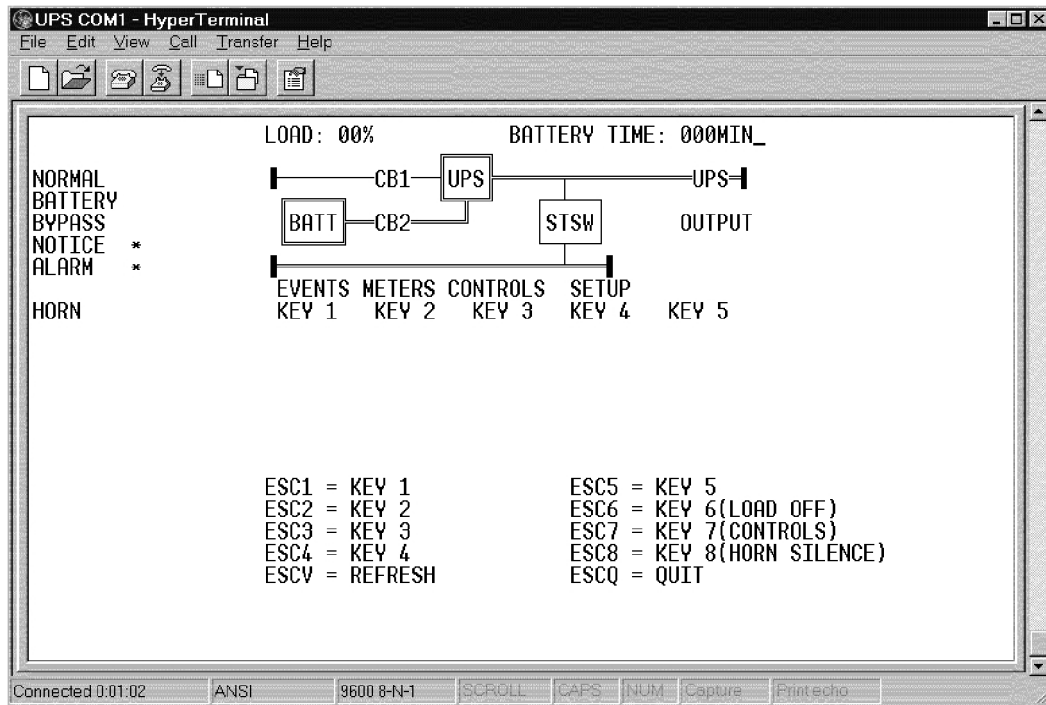 UPS COM1 - HyperTerminal
File Edit View Call Transfer Help
LOAD: 00% BATTERY TIME: 000MIN_
NORMAL CB1 UPS UPS
BATTERY
BYPASS BATT CB2 STSW OUTPUT
NOTICE *
ALARM *
EVENTS METERS CONTROLS SETUP
HORN KEY 1 KEY 2 KEY 3 KEY 4 KEY 5
ESC1 = KEY 1 ESC5 = KEY 5
ESC2 = KEY 2 ESC6 = KEY 6(LOAD OFF)
ESC3 = KEY 3 ESC7 = KEY 7(CONTROLS)
ESC4 = KEY 4 ESC8 = KEY 8(HORN SILENCE)
ESCV = REFRESH ESCQ = QUIT
Connected 0:01:02 ANSI 9600 8-N-1 SCROLL CAPS NUM Capture Print echo